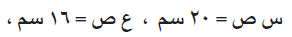 س ص = ٢٠ سم ، ع ص = ١٦ سم ،